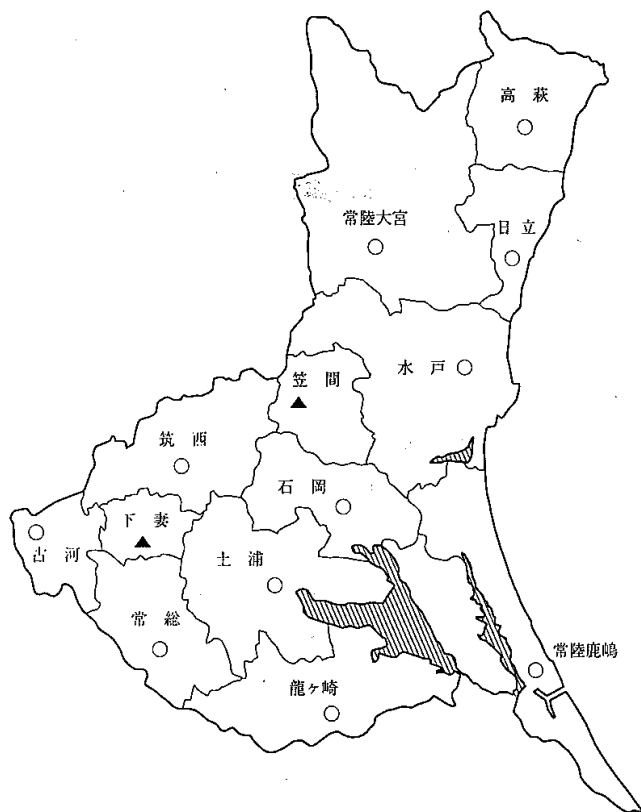 高萩
常陸大宮
日立
笠間
水戸
筑西
石岡
下妻
古河
土浦
常総
常陸鹿嶋
龍ヶ崎